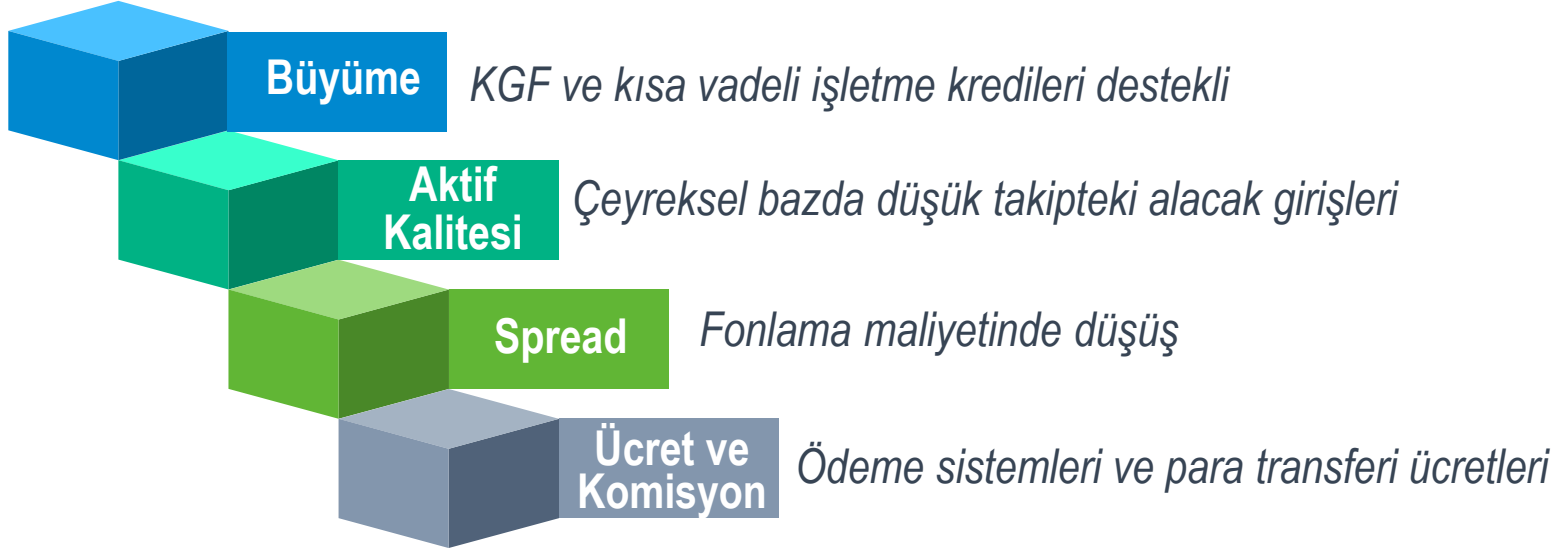 Büyüme
KGF ve kısa vadeli işletme kredileri destekli
Aktif
Kalitesi
Çeyreksel bazda düşük takipteki alacak girişleri
Spread
Fonlama maliyetinde düşüş
Ücret ve
Komisyon
Ödeme sistemleri ve para transferi ücretleri